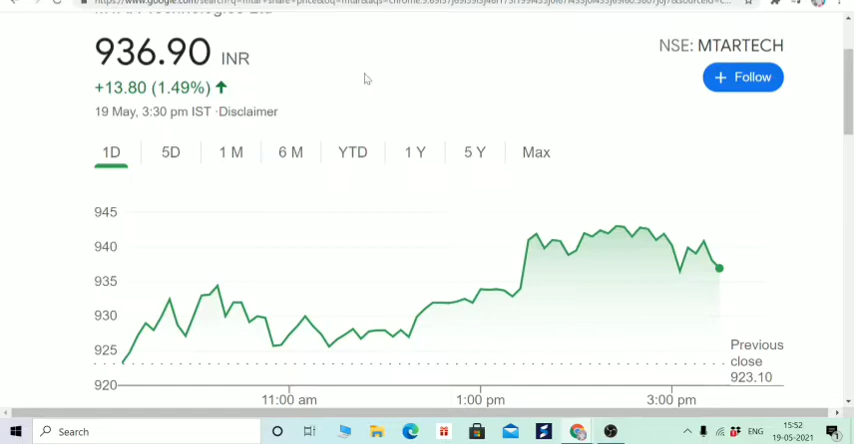 936.90 INR
+13.80 (1.49%)
19 May, 3:30 pm IST ·Disclaimer
NSE: MTARTECH
+ Follow
1D 5D 1 M 6 M YTD 1 Y 5 Y Max
945
940
935
930
925
920
Previous
close
923.10
11:00 am 1:00 pm 3:00 pm
Search
ENG
15:52
19-05-2021